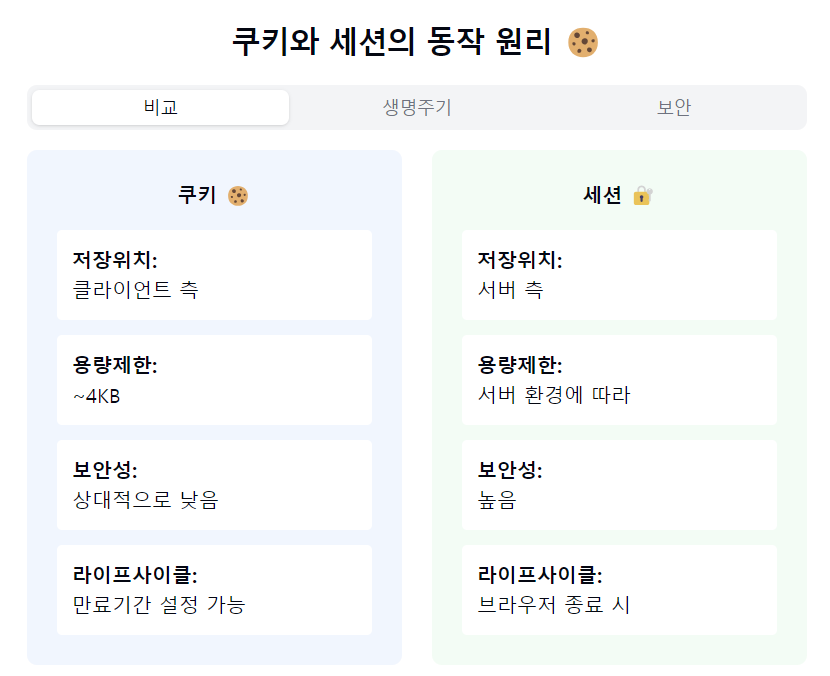 쿠키와 세션의 동작 원리 🍪
비교
생명주기
보안
쿠키 🍪
저장위치:
클라이언트 측
용량제한:
~4KB
보안성:
상대적으로 낮음
라이프사이클:
만료기간 설정 가능
세션 🔐
저장위치:
서버 측
용량제한:
서버 환경에 따라
보안성:
높음
라이프사이클:
브라우저 종료 시